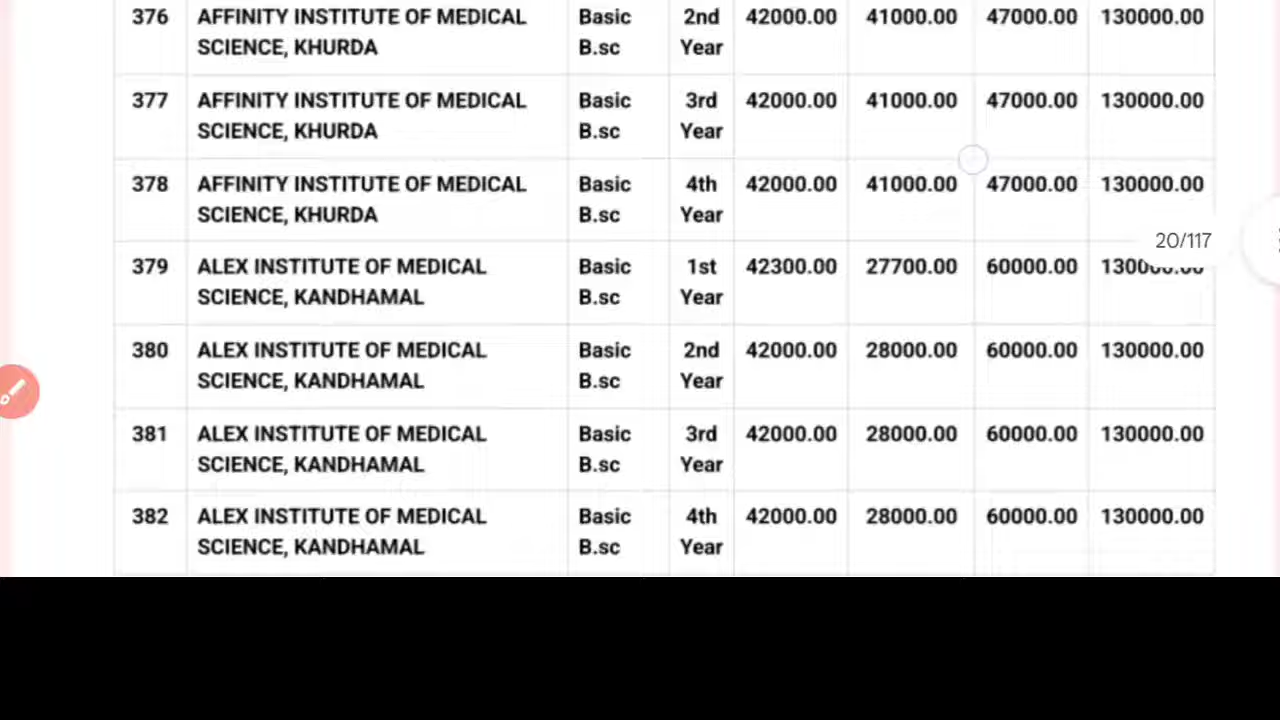 376 AFFINITY INSTITUTE OF MEDICAL Basic 2nd 42000.00 41000.00 47000.00 130000.00
SCIENCE, KHURDA B.sc Year
377 AFFINITY INSTITUTE OF MEDICAL Basic 3rd 42000.00 41000.00 47000.00 130000.00
SCIENCE, KHURDA B.sc Year
378 AFFINITY INSTITUTE OF MEDICAL Basic 4th 42000.00 41000.00 47000.00 130000.00
SCIENCE, KHURDA B.sc Year
20/117
379 ALEX INSTITUTE OF MEDICAL Basic 1st 42300.00 27700.00 60000.00 130000.00
SCIENCE, KANDHAMAL B.sc Year
380 ALEX INSTITUTE OF MEDICAL Basic 2nd 42000.00 28000.00 60000.00 130000.00
SCIENCE, KANDHAMAL B.sc Year
381 ALEX INSTITUTE OF MEDICAL Basic 3rd 42000.00 28000.00 60000.00 130000.00
SCIENCE, KANDHAMAL B.sc Year
382 ALEX INSTITUTE OF MEDICAL Basic 4th 42000.00 28000.00 60000.00 130000.00
SCIENCE, KANDHAMAL B.sc Year